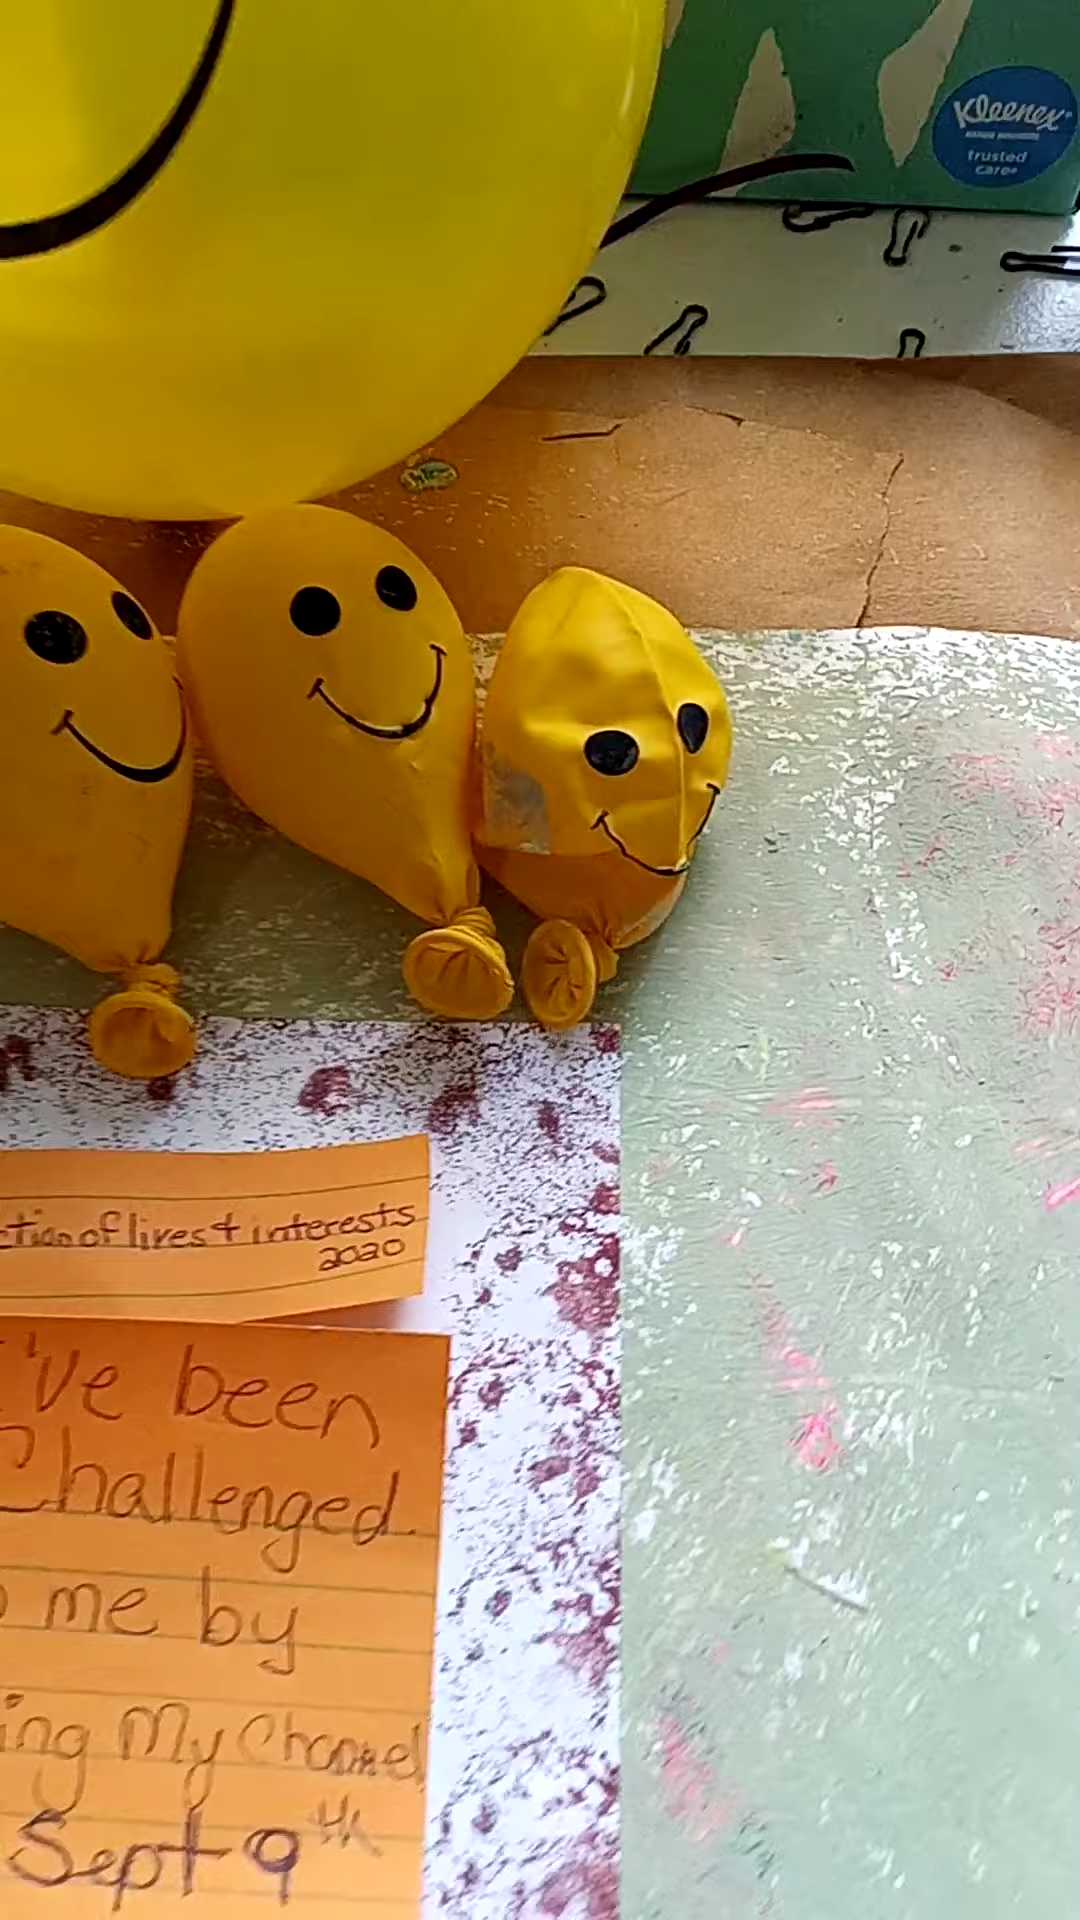 Kleenex
trusted
care
ction of lives & interests
2020
I've been
Challenged
me by
ing My Channel
Sept 9th